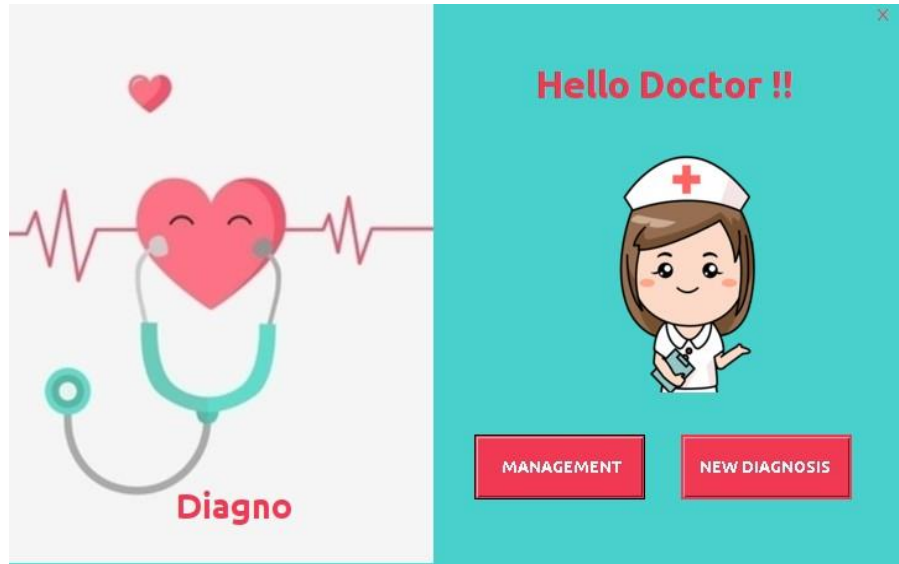 X
Hello Doctor !!
MANAGEMENT
NEW DIAGNOSIS
Diagno